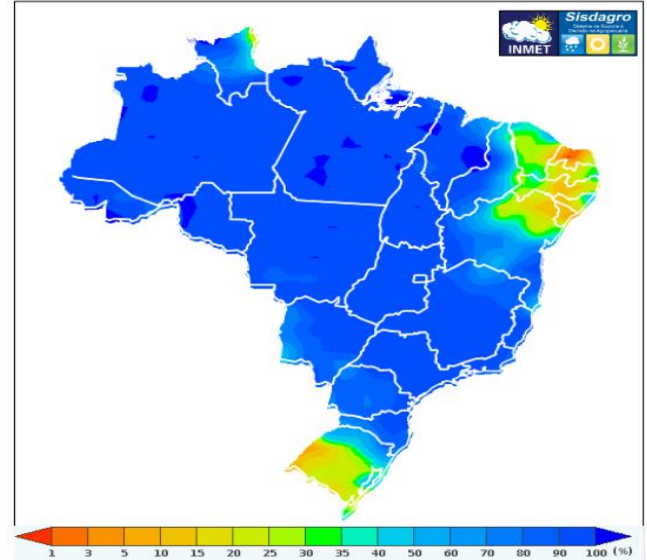 Sisdagro
Sistema de Suporte à
Decisão na Agropecuária
INMET
1 3 5 10 15 20 25 30 35 40 50 60 70 80 90 100 (%)